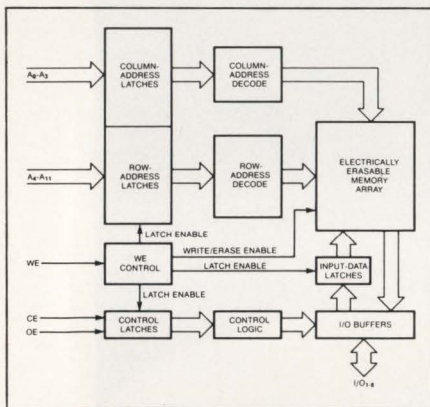 COLUMN-
ADDRESS
LATCHES
COLUMN-
ADDRESS
DECODE
A₀-A₃
ROW-
ADDRESS
LATCHES
ROW-
ADDRESS
DECODE
ELECTRICALLY
ERASABLE
MEMORY
ARRAY
A₄-A₁₁
LATCH ENABLE
WRITE/ERASE ENABLE
WE
WE
CONTROL
LATCH ENABLE
INPUT-DATA
LATCHES
LATCH ENABLE
CE
OE
CONTROL
LATCHES
CONTROL
LOGIC
I/O BUFFERS
I/O₁₋₈